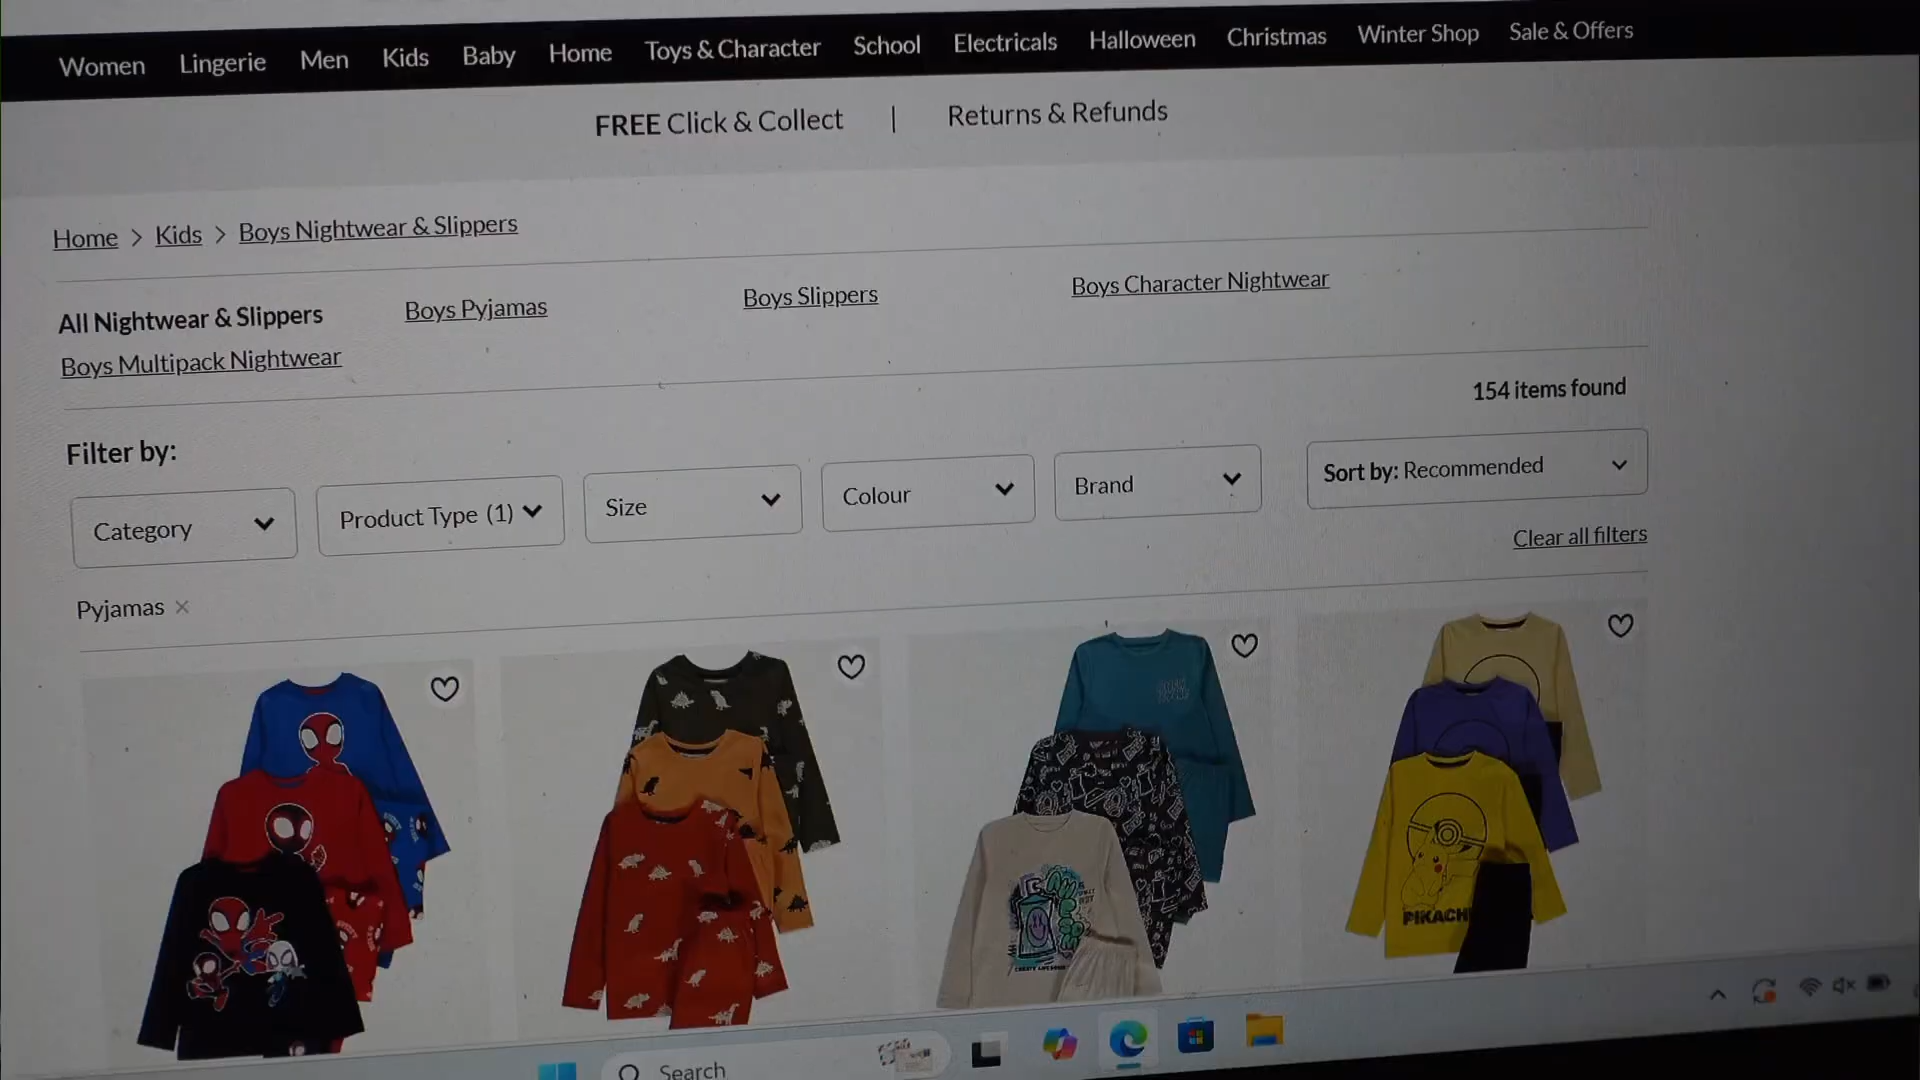 Women Lingerie Men Kids Baby Home Toys & Character School Electricals Halloween Christmas Winter Shop Sale & Offers
FREE Click & Collect | Returns & Refunds
Home > Kids > Boys Nightwear & Slippers
All Nightwear & Slippers Boys Pyjamas Boys Slippers Boys Character Nightwear
Boys Multipack Nightwear
154 items found
Filter by:
Category Product Type (1) Size Colour Brand Sort by: Recommended
Clear all filters
Pyjamas ×
PIKACH
Search